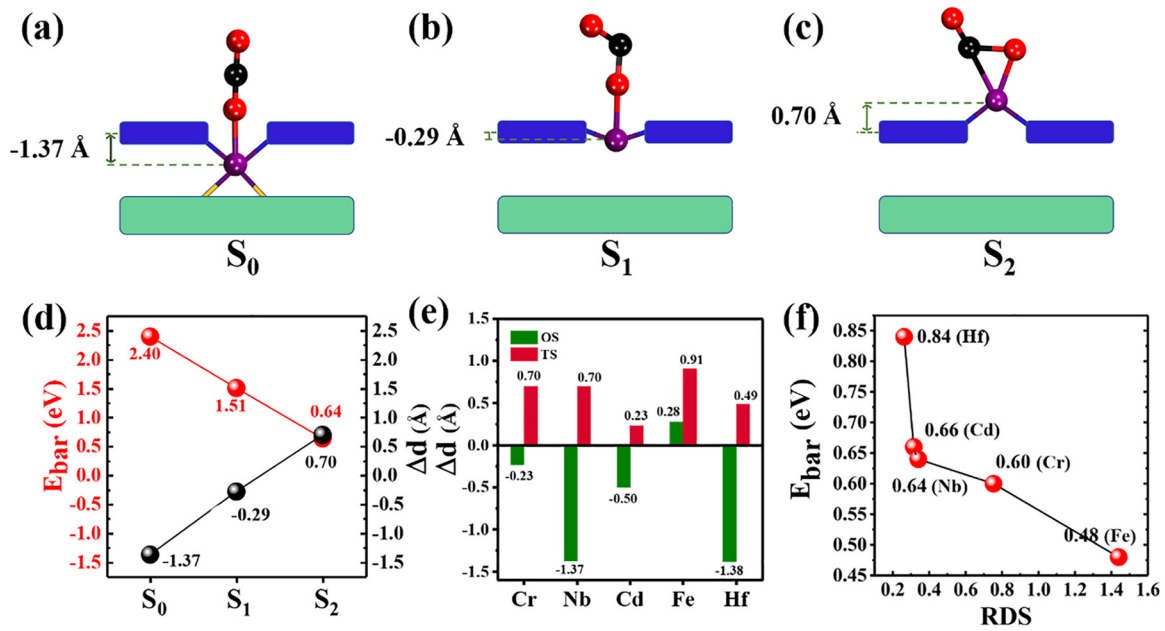 (a)
-1.37 Å
S0
(b)
-0.29 Å
S1
(c)
0.70 Å
S2
(d)
2.5
2.0
1.5
1.0
0.5
0.0
-0.5
-1.0
-1.5
Ebar (eV)
2.40
1.51
0.64
0.70
-0.29
-1.37
2.5
2.0
1.5
1.0
0.5
0.0
-0.5
-1.0
-1.5
Δd (Å)
S0 S1 S2
(e)
Δd (Å)
1.5
1.0
0.5
0.0
-0.5
-1.0
-1.5
OS
TS
0.70 0.70 0.23 0.28 0.91 0.49
-0.23 -1.37 -0.50 -1.38
Cr Nb Cd Fe Hf
(f)
Ebar (eV)
0.85
0.80
0.75
0.70
0.65
0.60
0.55
0.50
0.45
0.84 (Hf)
0.66 (Cd)
0.64 (Nb)
0.60 (Cr)
0.48 (Fe)
0.2 0.4 0.6 0.8 1.0 1.2 1.4 1.6
RDS